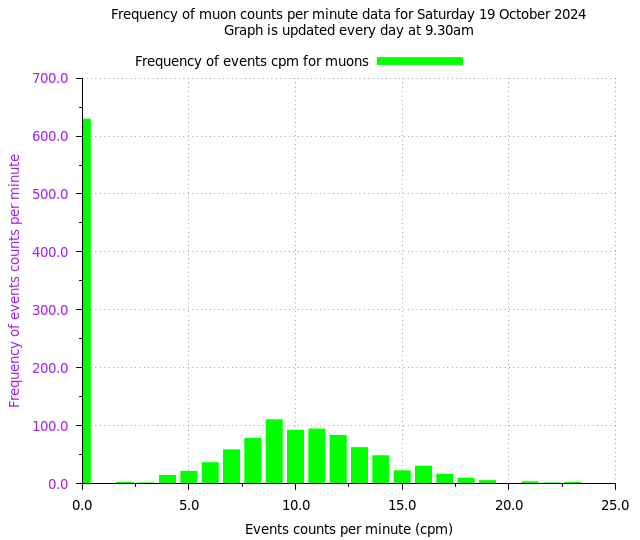 Frequency of muon counts per minute data for Saturday 19 October 2024
Graph is updated every day at 9.30am
Frequency of events cpm for muons
700.0
600.0
500.0
400.0
300.0
200.0
100.0
0.0
Frequency of events counts per minute
0.0 5.0 10.0 15.0 20.0 25.0
Events counts per minute (cpm)